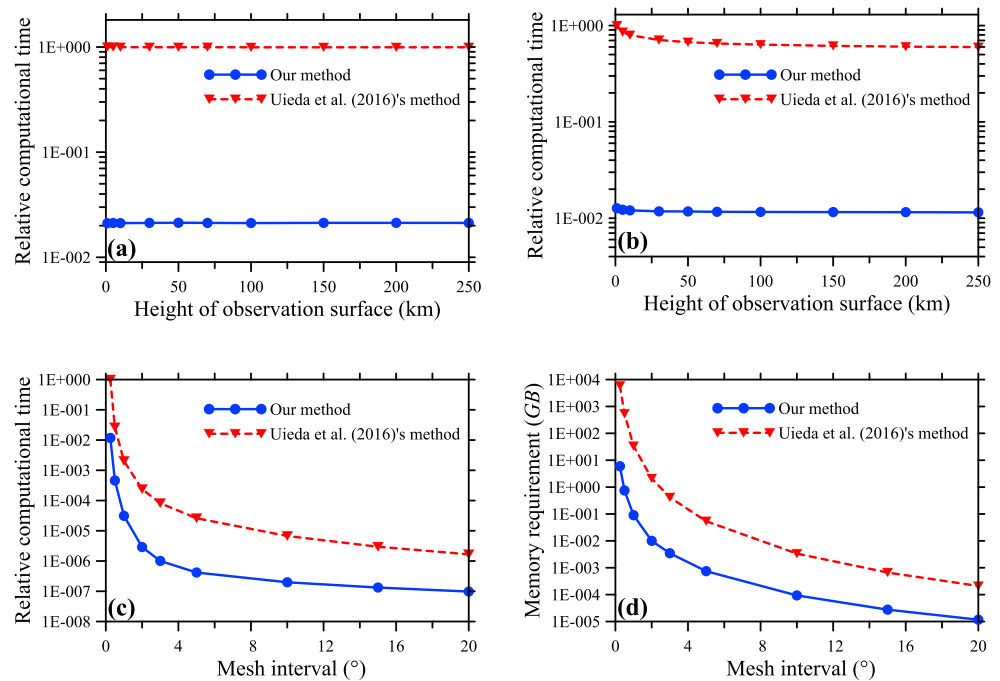 Relative computational time
1E+000
1E-001
1E-002
Our method
Uieda et al. (2016)'s method
(a)
0 50 100 150 200 250
Height of observation surface (km)
Relative computational time
1E+000
1E-001
1E-002
Our method
Uieda et al. (2016)'s method
(b)
0 50 100 150 200 250
Height of observation surface (km)
Relative computational time
1E+000
1E-001
1E-002
1E-003
1E-004
1E-005
1E-006
1E-007
1E-008
Our method
Uieda et al. (2016)'s method
(c)
0 4 8 12 16 20
Mesh interval (°)
Memory requirement (GB)
1E+004
1E+003
1E+002
1E+001
1E+000
1E-001
1E-002
1E-003
1E-004
1E-005
Our method
Uieda et al. (2016)'s method
(d)
0 4 8 12 16 20
Mesh interval (°)